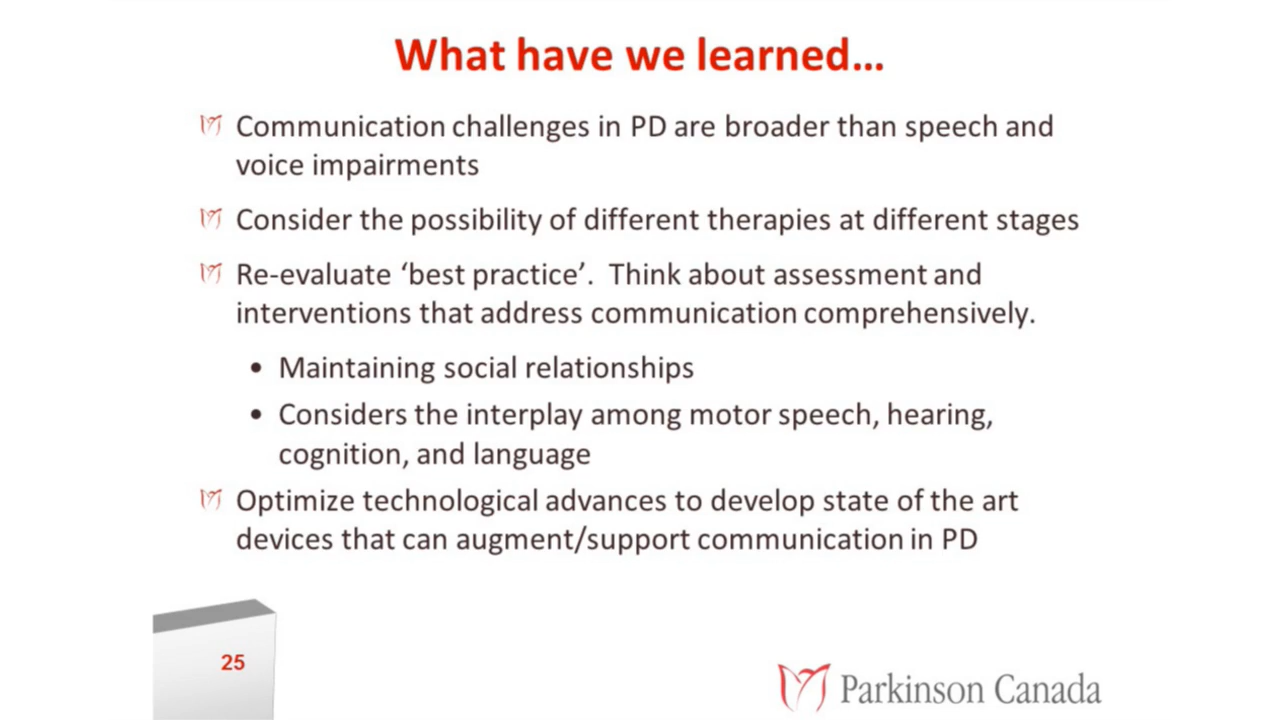 What have we learned...
Communication challenges in PD are broader than speech and
voice impairments
Consider the possibility of different therapies at different stages
Re-evaluate ‘best practice’.  Think about assessment and
interventions that address communication comprehensively.
• Maintaining social relationships
• Considers the interplay among motor speech, hearing,
cognition, and language
Optimize technological advances to develop state of the art
devices that can augment/support communication in PD
25
Parkinson Canada